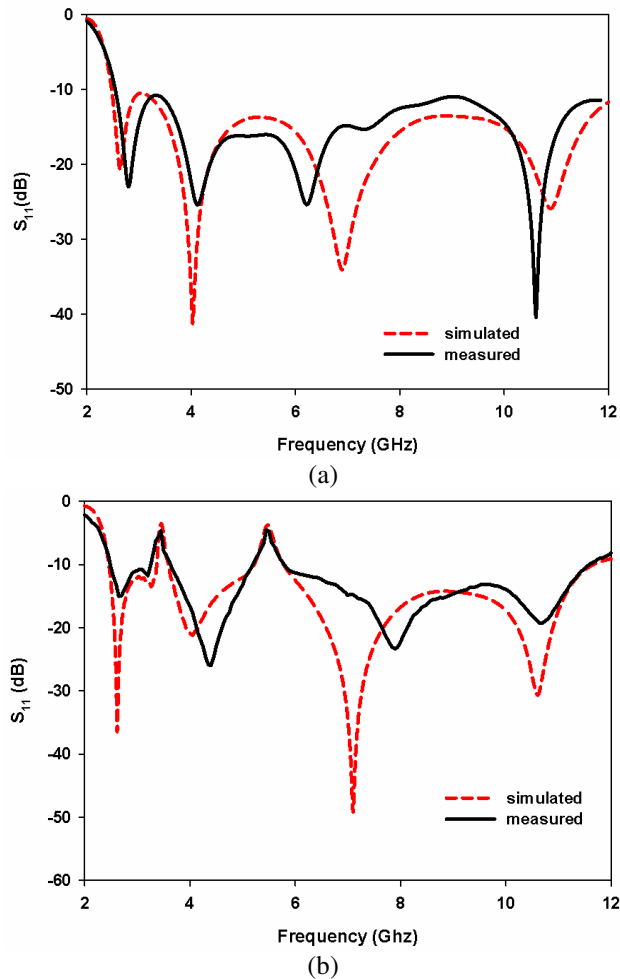 0
-10
-20
-30
-40
-50
S11(dB)
simulated
measured
2 4 6 8 10 12
Frequency (GHz)
(a)
0
-10
-20
-30
-40
-50
-60
S11 (dB)
simulated
measured
2 4 6 8 10 12
Frequency (Ghz)
(b)